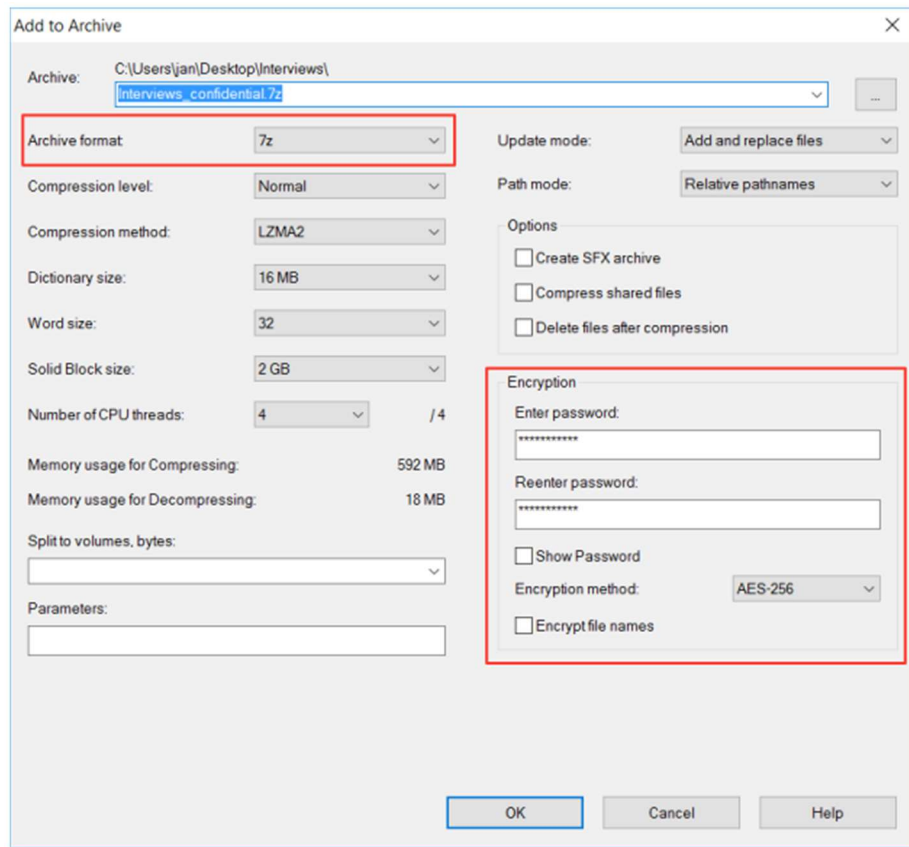 Add to Archive
Archive:
C:\Users\jan\Desktop\Interviews\
Interviews_confidential.7z
...
Archive format:
7z
Compression level:
Normal
Compression method:
LZMA2
Dictionary size:
16 MB
Word size:
32
Solid Block size:
2 GB
Number of CPU threads:
4
/ 4
Memory usage for Compressing:
592 MB
Memory usage for Decompressing:
18 MB
Split to volumes, bytes:
Parameters:
Update mode:
Add and replace files
Path mode:
Relative pathnames
Options
Create SFX archive
Compress shared files
Delete files after compression
Encryption
Enter password:
***********
Reenter password:
***********
Show Password
Encryption method:
AES-256
Encrypt file names
OK
Cancel
Help